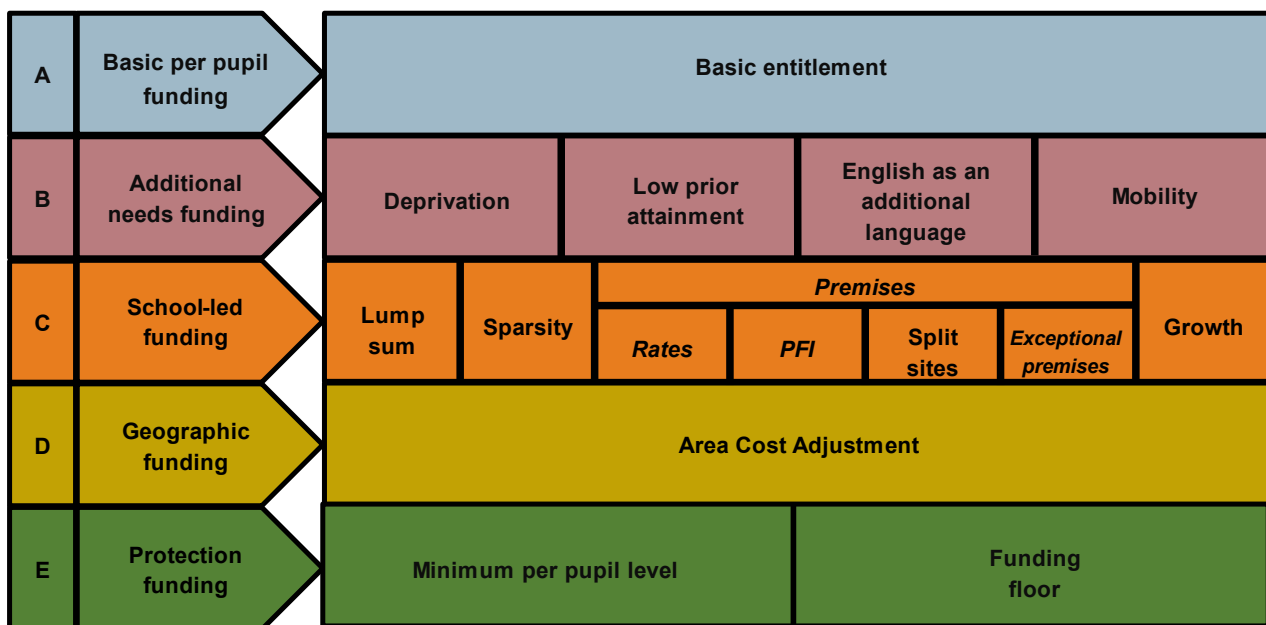 A
Basic per pupil
funding
Basic entitlement
B
Additional
needs funding
Deprivation
Low prior
attainment
English as an
additional
language
Mobility
C
School-led
funding
Lump
sum
Sparsity
Premises
Rates
PFI
Split
sites
Exceptional
premises
Growth
D
Geographic
funding
Area Cost Adjustment
E
Protection
funding
Minimum per pupil level
Funding
floor